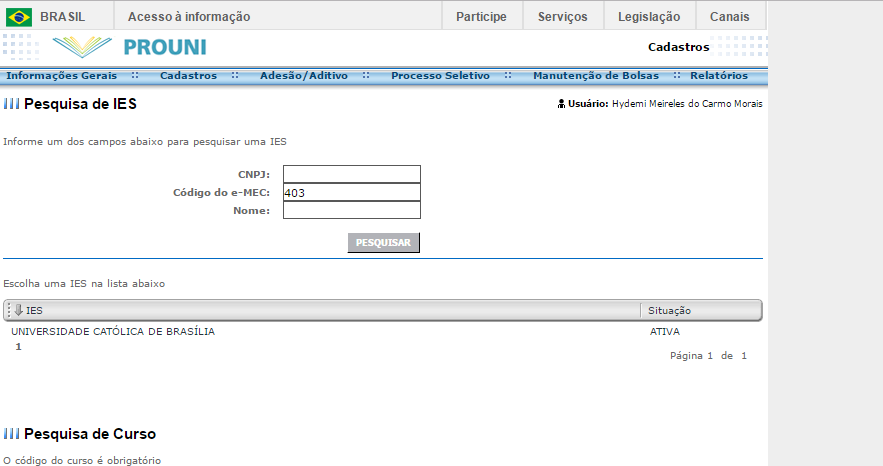 BRASIL Acesso à informação Participe Serviços Legislação Canais
PROUNI Cadastros
Informações Gerais :: Cadastros :: Adesão/Aditivo :: Processo Seletivo :: Manutenção de Bolsas :: Relatórios
Pesquisa de IES Usuário: Hydemi Meireles do Carmo Morais
Informe um dos campos abaixo para pesquisar uma IES
CNPJ:
Código do e-MEC: 403
Nome:
PESQUISAR
Escolha uma IES na lista abaixo
IES Situação
UNIVERSIDADE CATÓLICA DE BRASÍLIA ATIVA
1
Página 1 de 1
Pesquisa de Curso
O código do curso é obrigatório